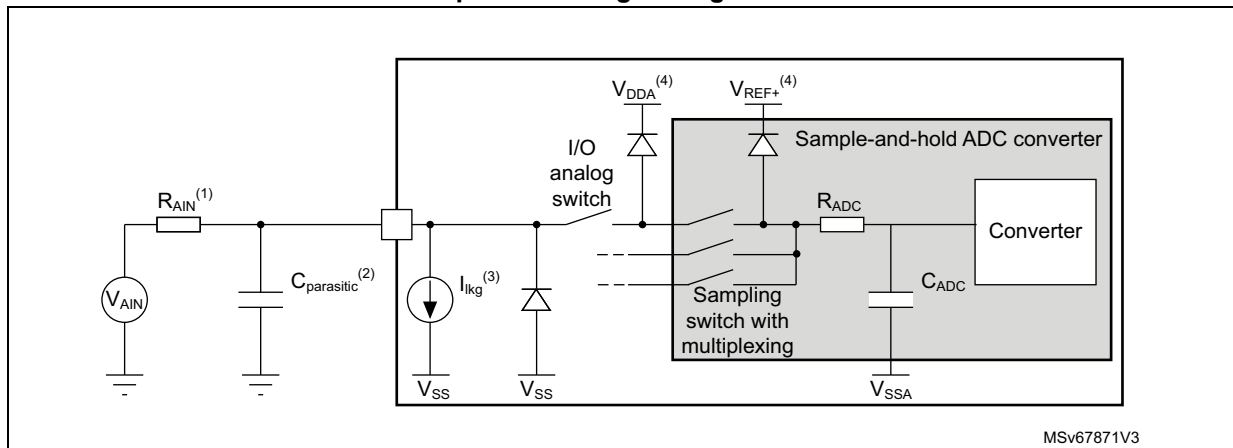 V_DDA^(4)
V_REF+^(4)
Sample-and-hold ADC converter
I/O
analog
switch
R_AIN^(1)
R_ADC
Converter
V_AIN
C_parasitic^(2)
I_lkg^(3)
C_ADC
Sampling
switch with
multiplexing
V_SS
V_SS
V_SSA
MSv67871V3